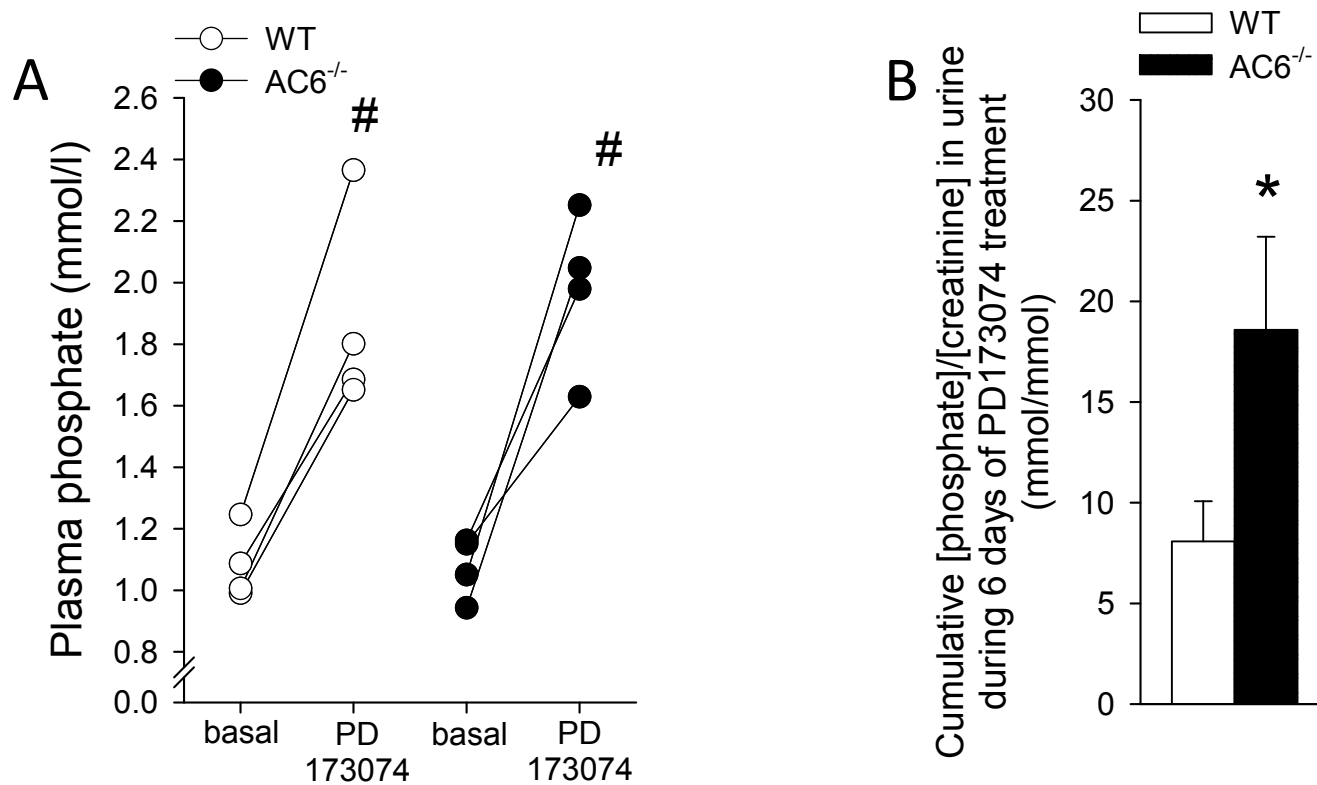 A
WT
AC6-/-
Plasma phosphate (mmol/l)
2.6
2.4
2.2
2.0
1.8
1.6
1.4
1.2
1.0
0.8
0.0
#
#
basal
PD
173074
basal
PD
173074
B
WT
AC6-/-
Cumulative [phosphate]/[creatinine] in urine
during 6 days of PD173074 treatment
(mmol/mmol)
30
25
20
15
10
5
0
*